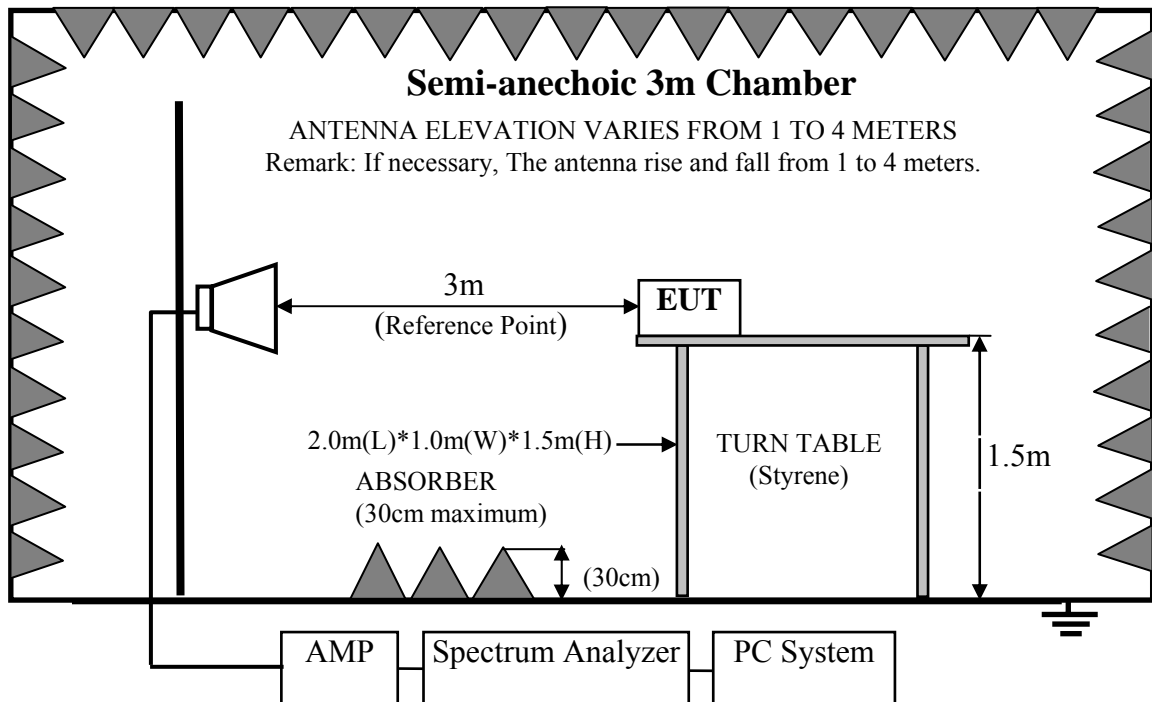 Semi-anechoic 3m Chamber
ANTENNA ELEVATION VARIES FROM 1 TO 4 METERS
Remark: If necessary, The antenna rise and fall from 1 to 4 meters.
3m
(Reference Point)
EUT
2.0m(L)*1.0m(W)*1.5m(H)
TURN TABLE
(Styrene)
1.5m
ABSORBER
(30cm maximum)
(30cm)
AMP
Spectrum Analyzer
PC System